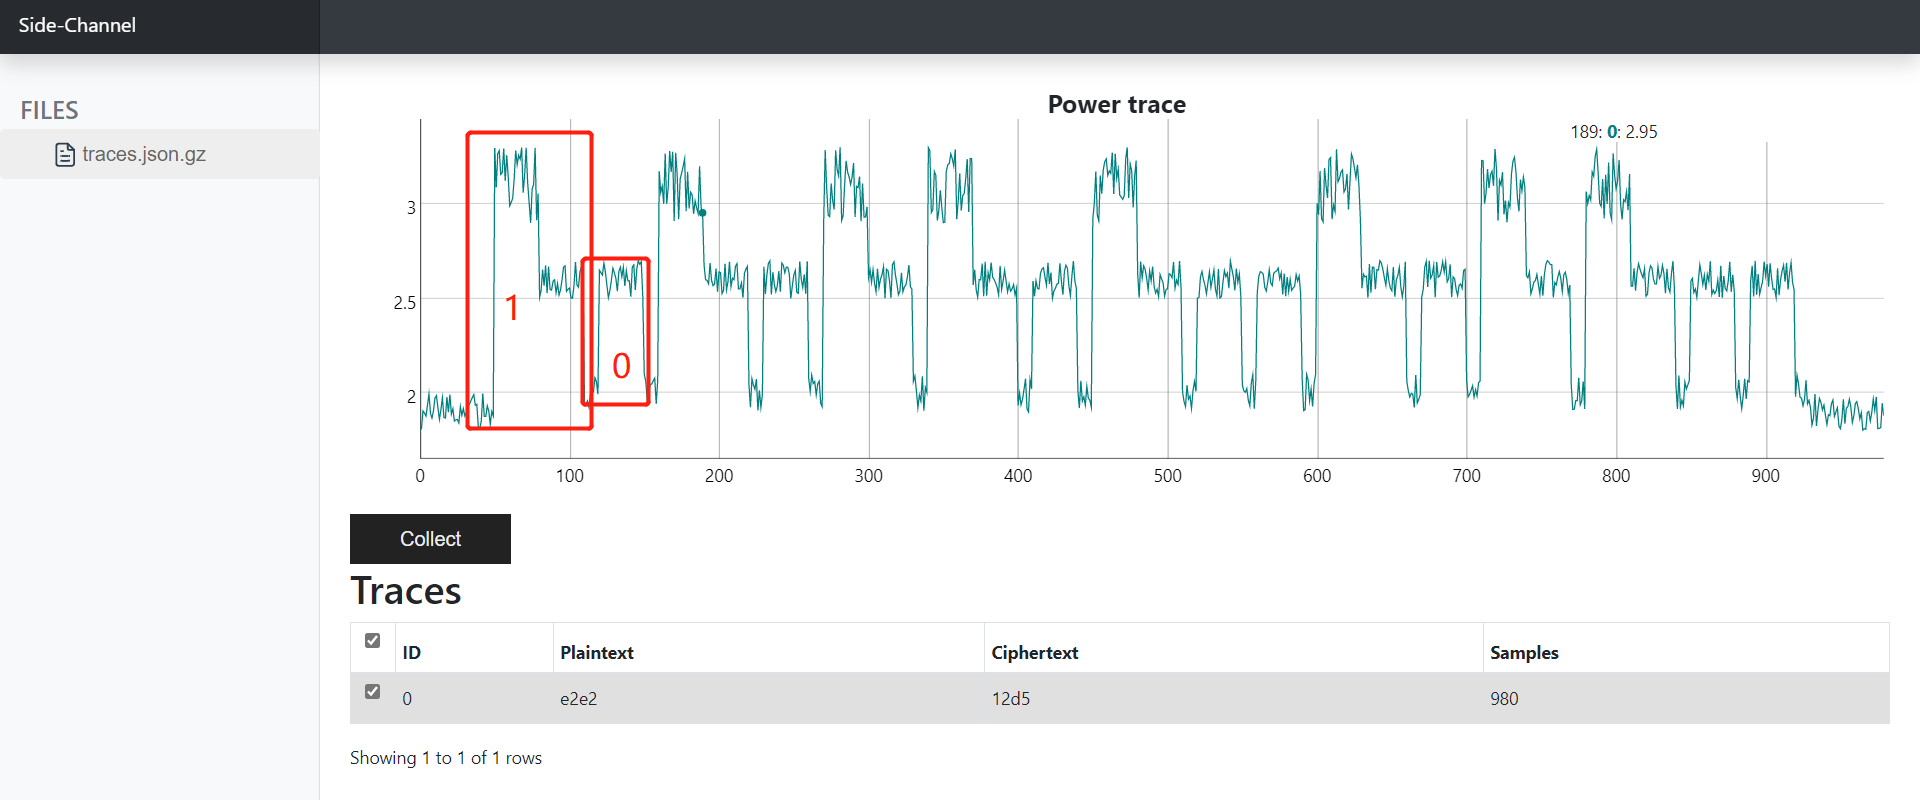 Side-Channel
FILES
traces.json.gz
Power trace
189: 0: 2.95
3
2.5
2
1
0
0 100 200 300 400 500 600 700 800 900
Collect
Traces
ID Plaintext Ciphertext Samples
0 e2e2 12d5 980
Showing 1 to 1 of 1 rows